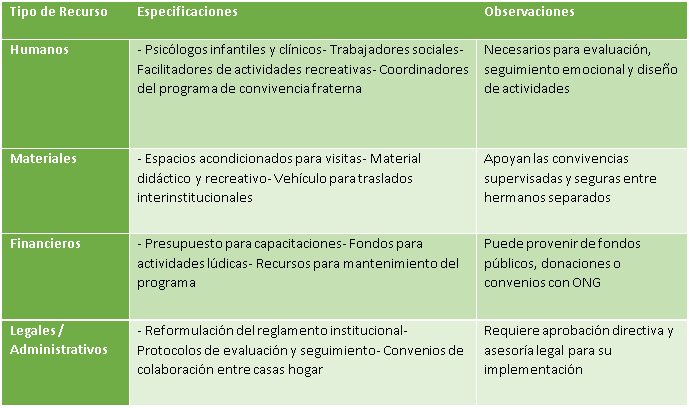 Tipo de Recurso Especificaciones Observaciones
Humanos - Psicólogos infantiles y clínicos- Trabajadores sociales- Necesarios para evaluación,
Facilitadores de actividades recreativas- Coordinadores seguimiento emocional y diseño
del programa de convivencia fraterna de actividades
Materiales - Espacios acondicionados para visitas- Material Apoyan las convivencias
didáctico y recreativo- Vehículo para traslados supervisadas y seguras entre
interinstitucionales hermanos separados
Financieros - Presupuesto para capacitaciones- Fondos para Puede provenir de fondos
actividades lúdicas- Recursos para mantenimiento del públicos, donaciones o
programa convenios con ONG
Legales / - Reformulación del reglamento institucional- Requiere aprobación directiva y
Administrativos Protocolos de evaluación y seguimiento- Convenios de asesoría legal para su
colaboración entre casas hogar implementación